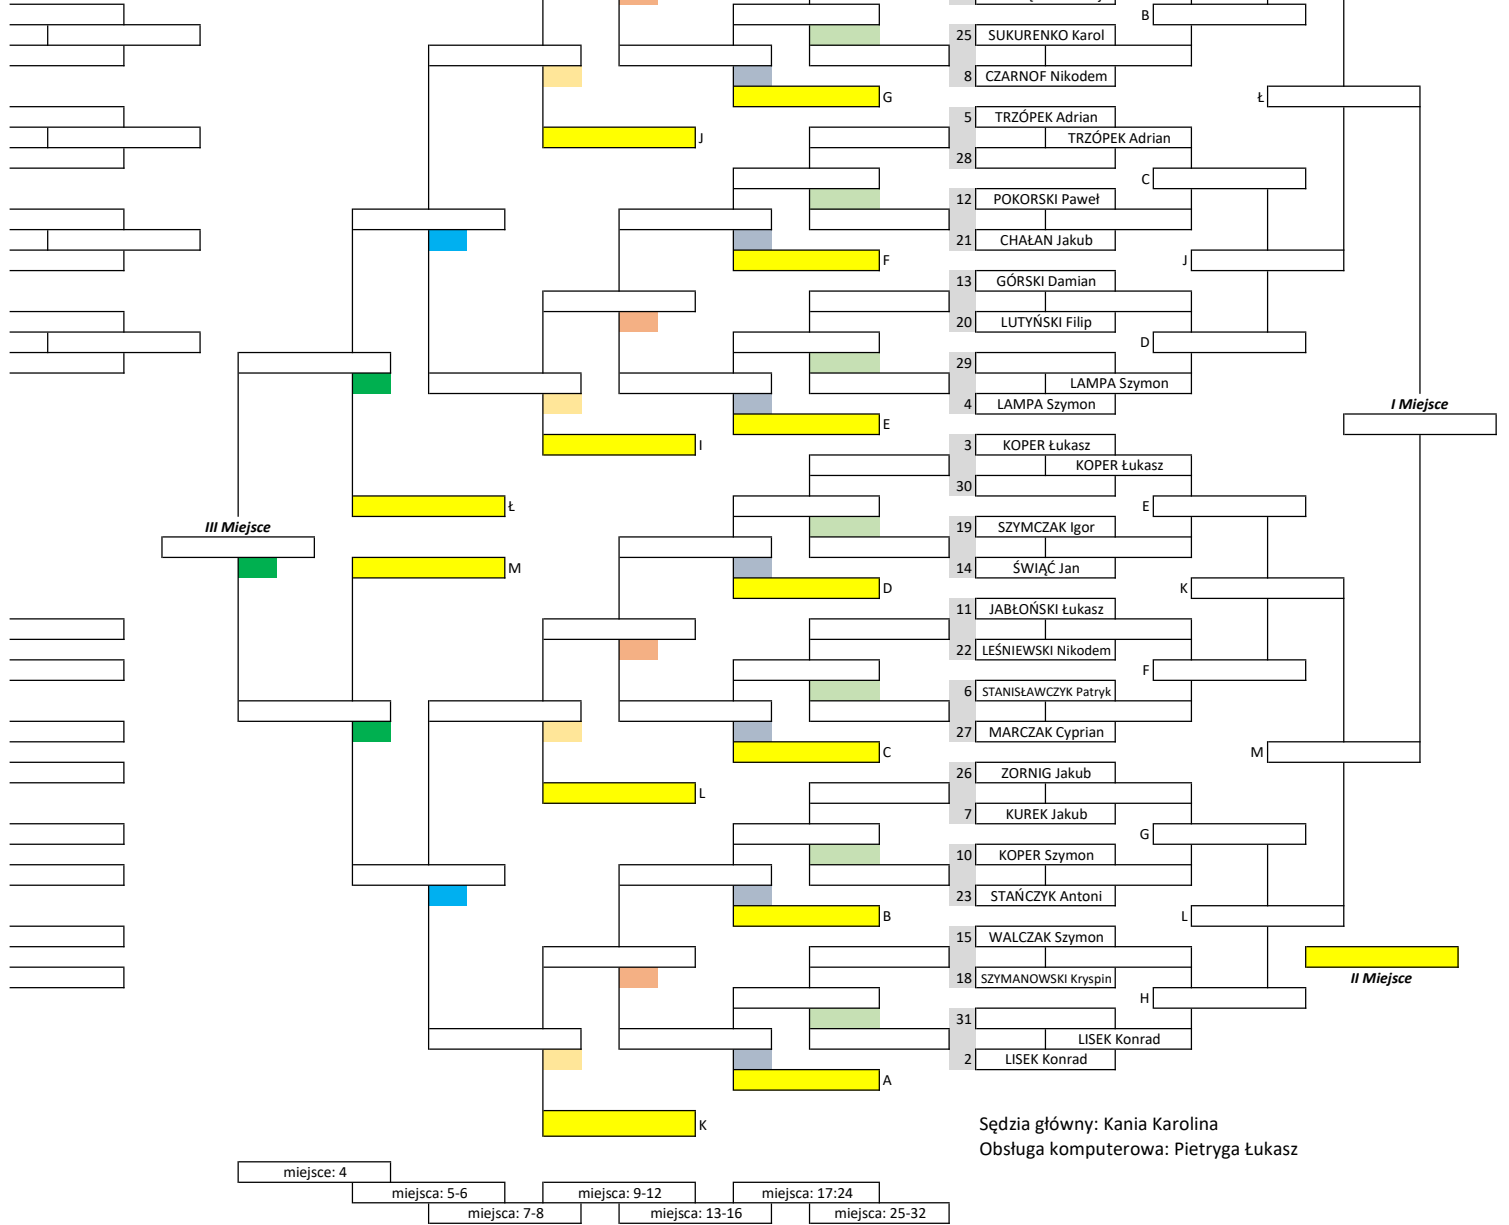 B
25 SUKURENKO Karol
8 CZARNOF Nikodem
G
Ł
5 TRZÓPEK Adrian
J
TRZÓPEK Adrian
28
C
12 POKORSKI Paweł
21 CHAŁAN Jakub
F
J
13 GÓRSKI Damian
20 LUTYŃSKI Filip
D
29
LAMPA Szymon
4 LAMPA Szymon
I Miejsce
E
3 KOPER Łukasz
I
KOPER Łukasz
30
Ł
E
III Miejsce
19 SZYMCZAK Igor
14 ŚWIĄĆ Jan
M
D
K
11 JABŁOŃSKI Łukasz
22 LEŚNIEWSKI Nikodem
F
6 STANISŁAWCZYK Patryk
27 MARCZAK Cyprian
C
M
26 ZORNIG Jakub
L
7 KUREK Jakub
G
10 KOPER Szymon
23 STAŃCZYK Antoni
B
L
15 WALCZAK Szymon
18 SZYMANOWSKI Kryspin
II Miejsce
H
31
LISEK Konrad
2 LISEK Konrad
A
K
Sędzia główny: Kania Karolina
Obsługa komputerowa: Pietryga Łukasz
miejsce: 4
miejsca: 5-6
miejsca: 9-12
miejsca: 17:24
miejsca: 7-8
miejsca: 13-16
miejsca: 25-32